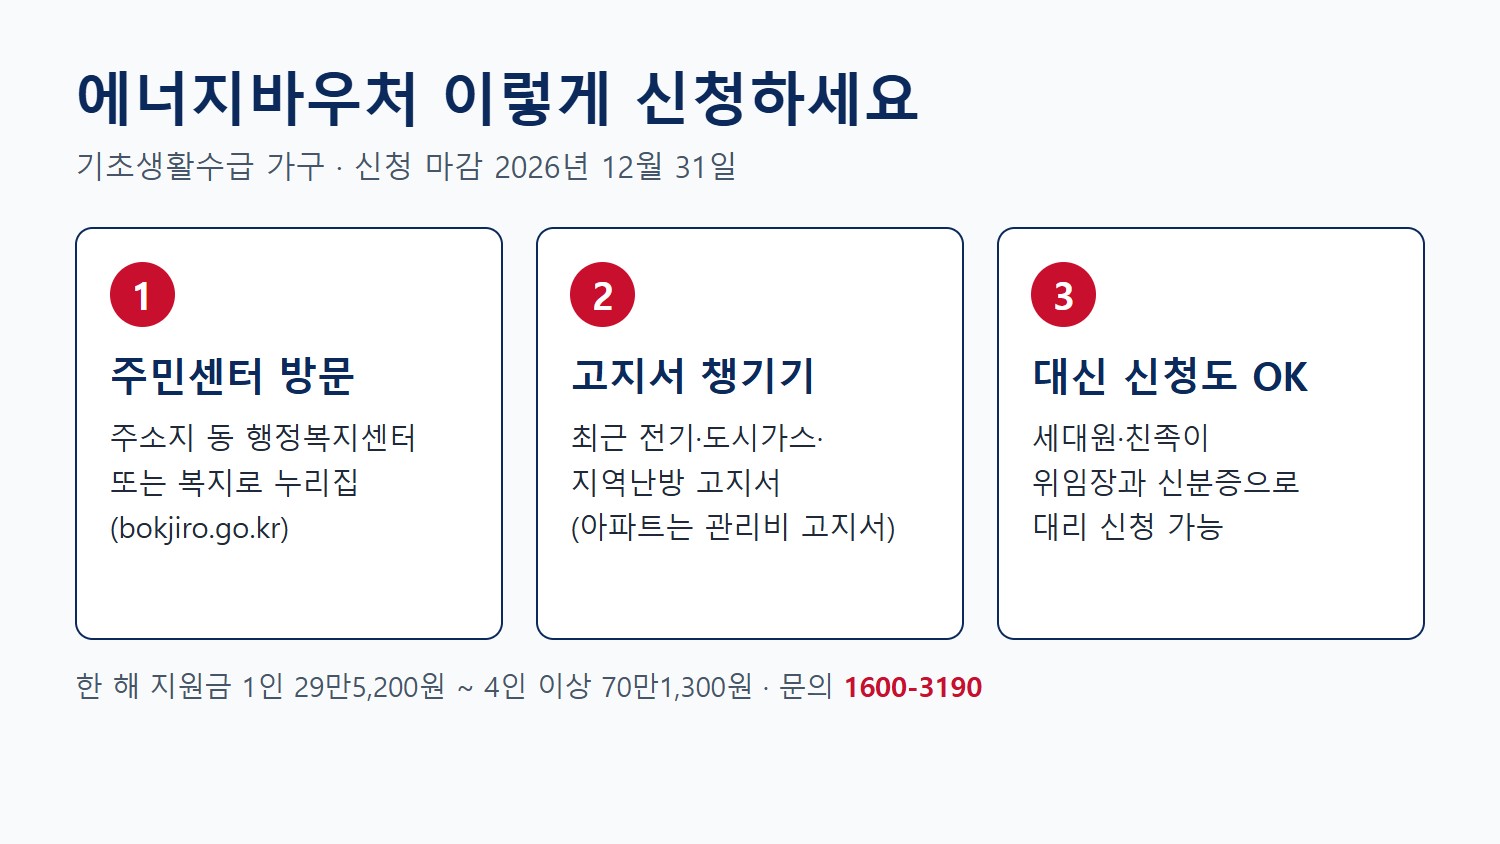 에너지바우처 이렇게 신청하세요
기초생활수급 가구 · 신청 마감 2026년 12월 31일
1
주민센터 방문
주소지 동 행정복지센터
또는 복지로 누리집
(bokjiro.go.kr)
2
고지서 챙기기
최근 전기·도시가스·
지역난방 고지서
(아파트는 관리비 고지서)
3
대신 신청도 OK
세대원·친족이
위임장과 신분증으로
대리 신청 가능
한 해 지원금 1인 29만5,200원 ~ 4인 이상 70만1,300원 · 문의 1600-3190